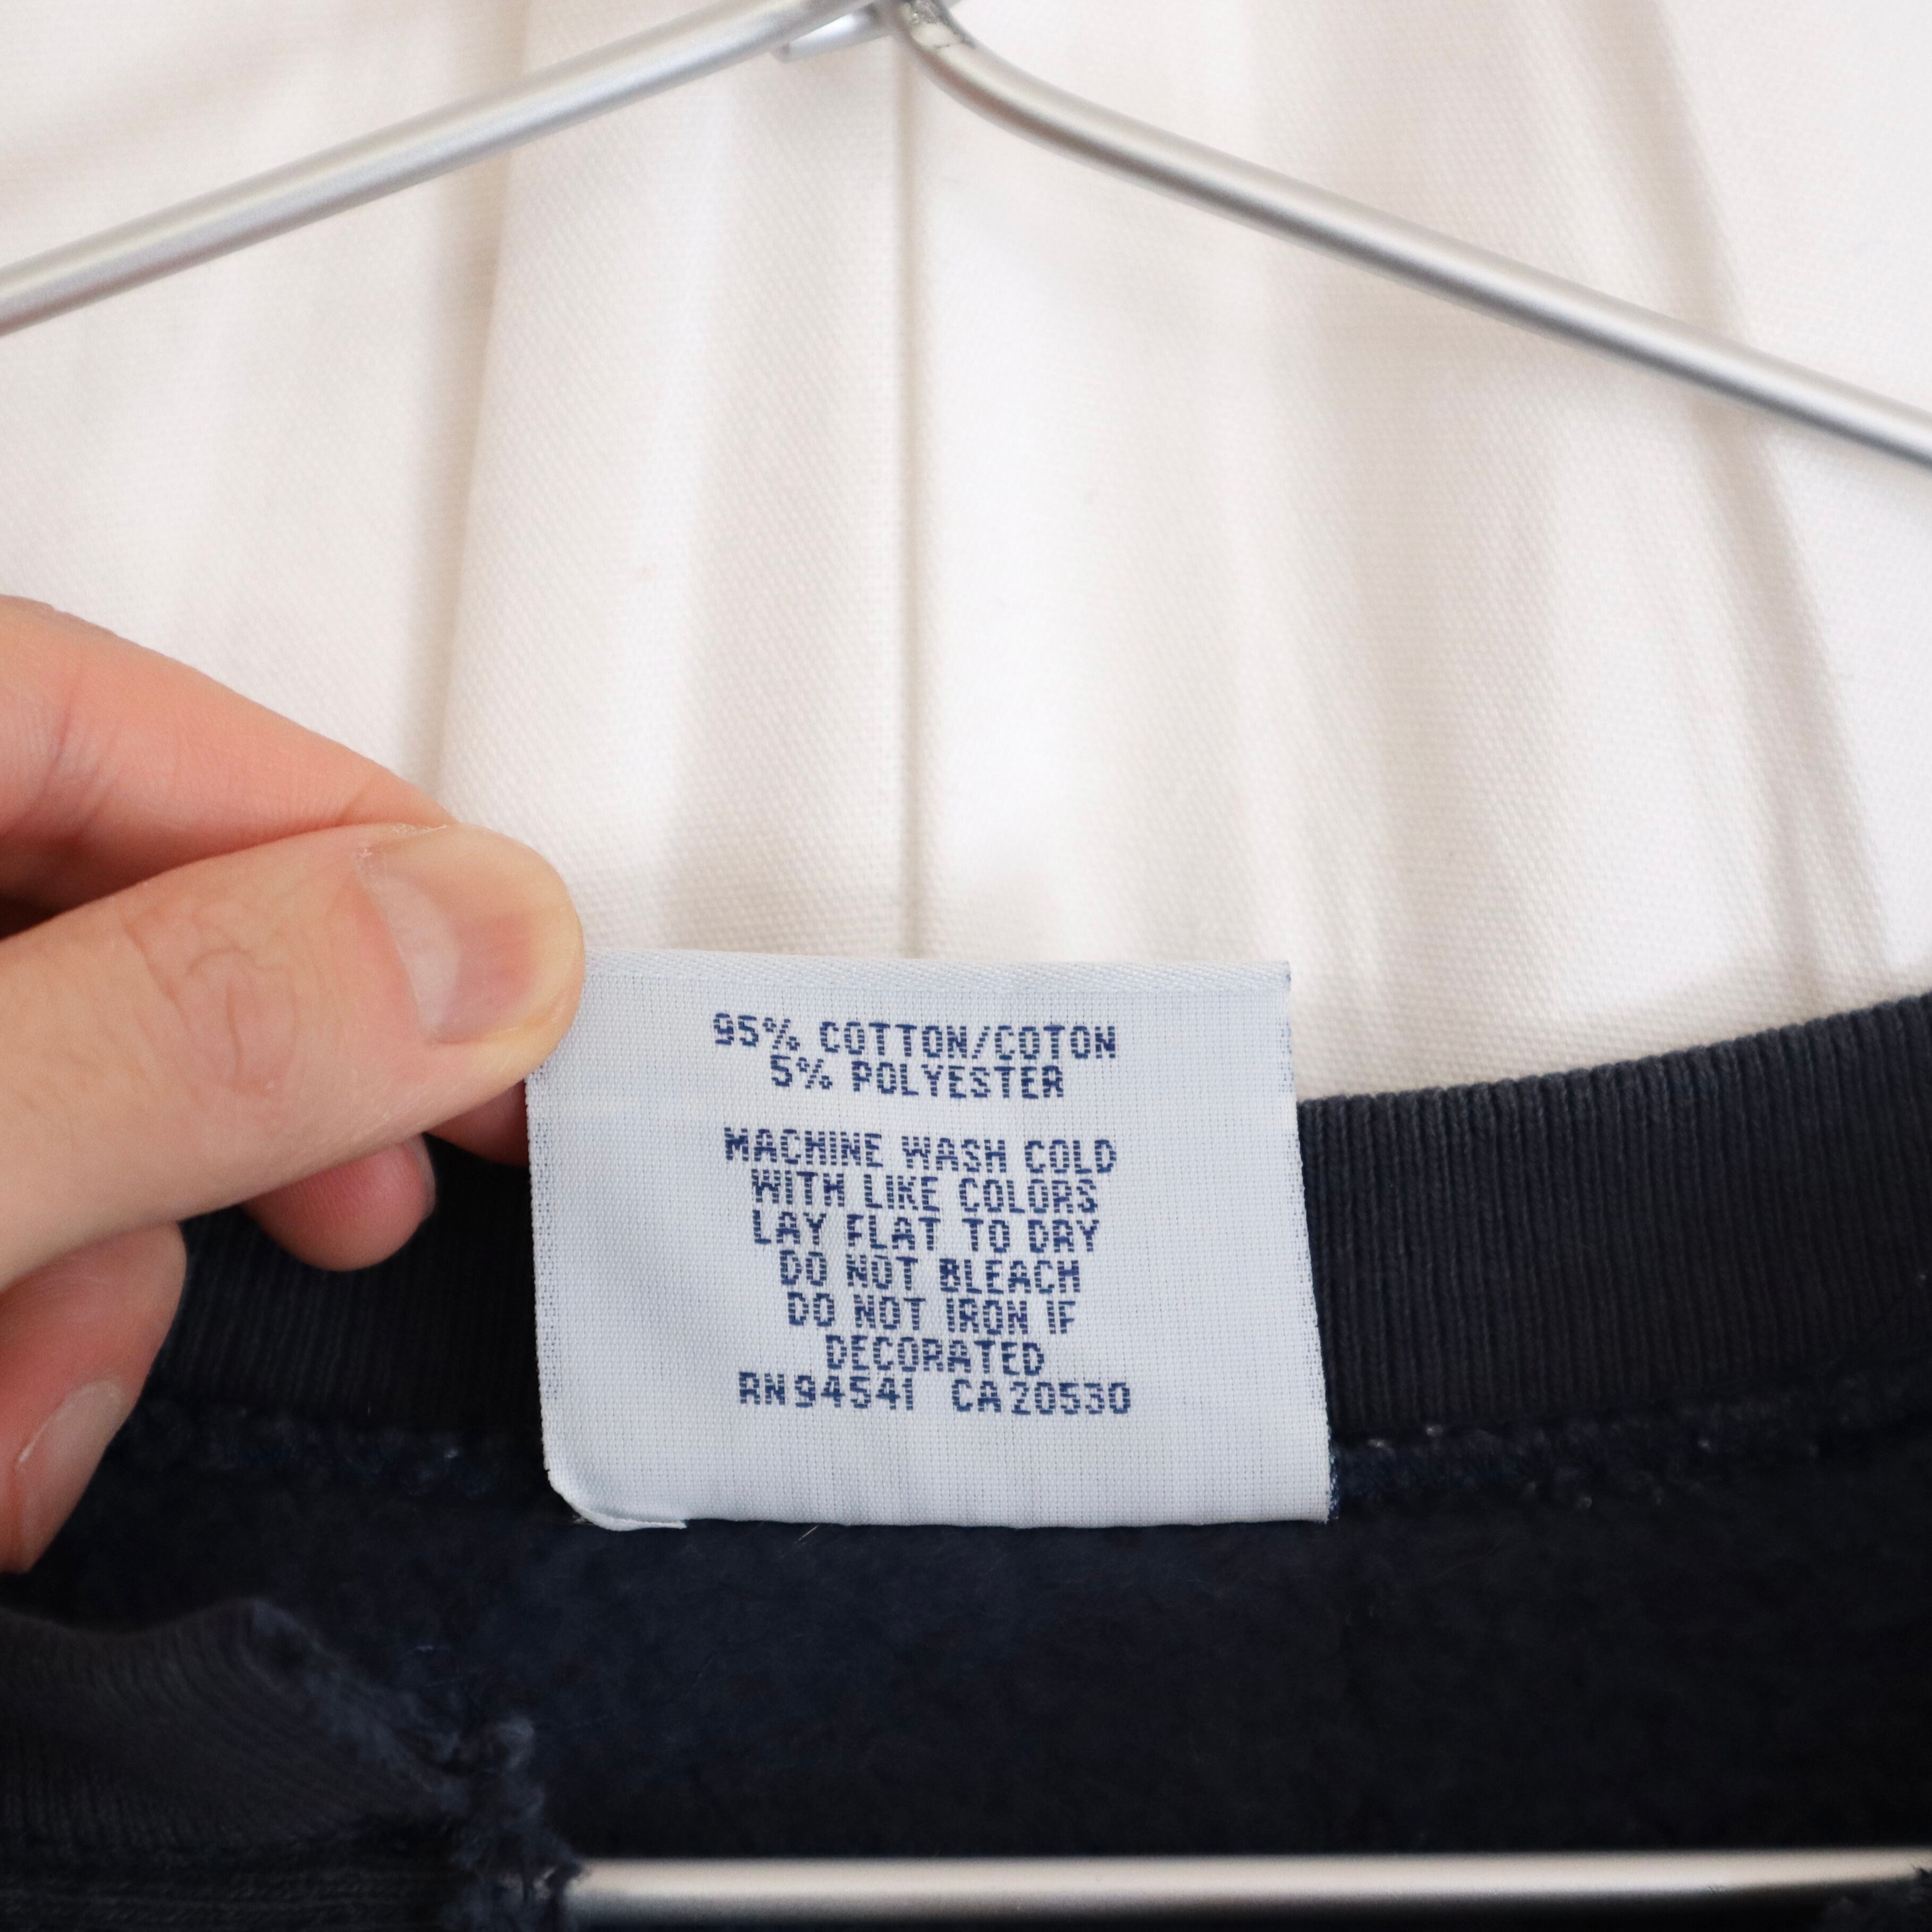 95% COTTON/COTON
5% POLYESTER
MACHINE WASH COLD
WITH LIKE COLORS
LAY FLAT TO DRY
DO NOT BLEACH
DO NOT IRON IF
DECORATED
RN94541 CA20530